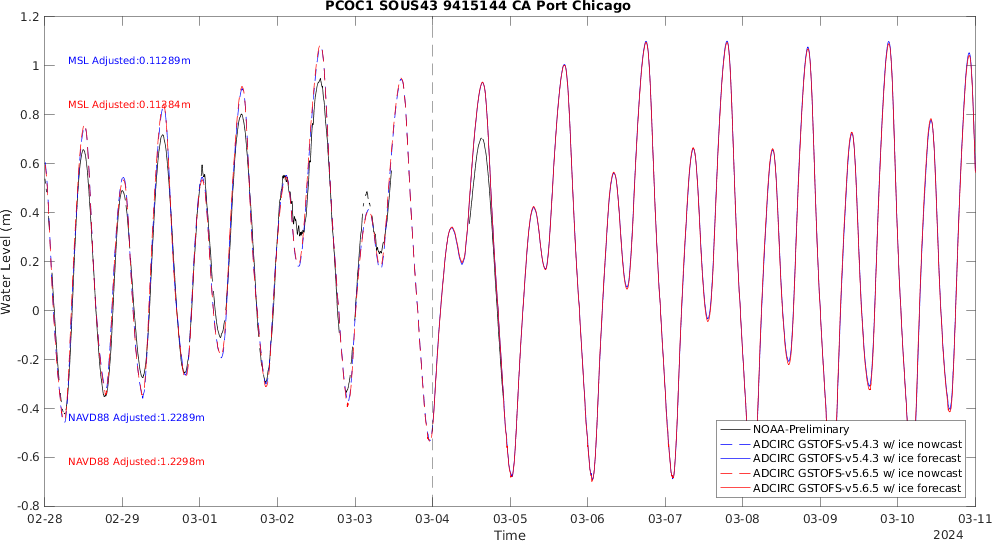 PCOC1 SOUS43 9415144 CA Port Chicago
1.2
1
0.8
0.6
0.4
0.2
0
-0.2
-0.4
-0.6
-0.8
Water Level (m)
MSL Adjusted:0.11289m
MSL Adjusted:0.11384m
NAVD88 Adjusted:1.2289m
NAVD88 Adjusted:1.2298m
NOAA-Preliminary
ADCIRC GSTOFS-v5.4.3 w/ ice nowcast
ADCIRC GSTOFS-v5.4.3 w/ ice forecast
ADCIRC GSTOFS-v5.6.5 w/ ice nowcast
ADCIRC GSTOFS-v5.6.5 w/ ice forecast
02-28 02-29 03-01 03-02 03-03 03-04 03-05 03-06 03-07 03-08 03-09 03-10 03-11
Time
2024